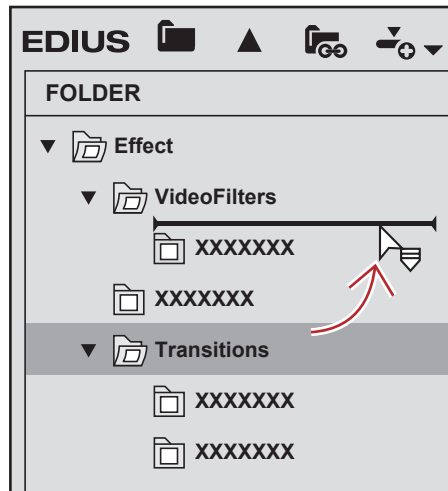 EDIUS
FOLDER
Effect
VideoFilters
XXXXXXX
XXXXXXX
Transitions
XXXXXXX
XXXXXXX